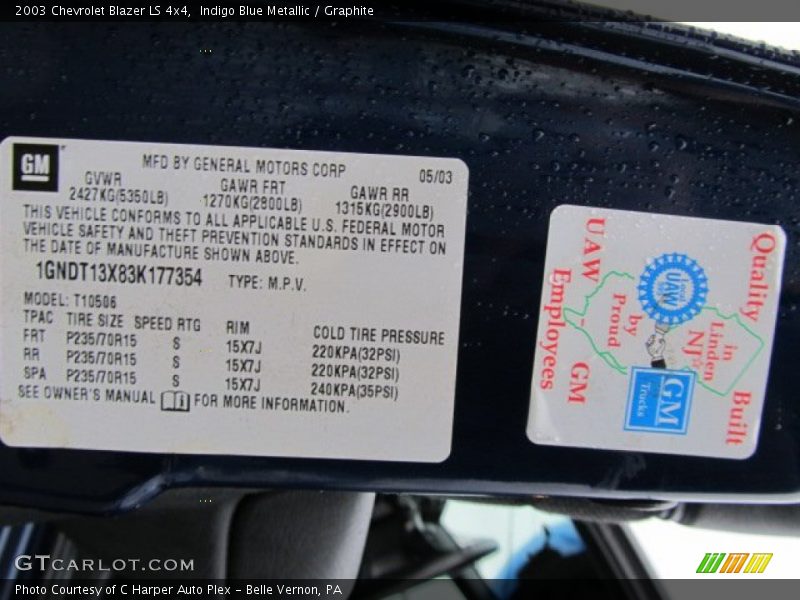 2003 Chevrolet Blazer LS 4x4, Indigo Blue Metallic / Graphite
GM
MFD BY GENERAL MOTORS CORP 05/03
GVWR GAWR FRT GAWR RR
2427KG(5350LB) 1270KG(2800LB) 1315KG(2900LB)
THIS VEHICLE CONFORMS TO ALL APPLICABLE U.S. FEDERAL MOTOR
VEHICLE SAFETY AND THEFT PREVENTION STANDARDS IN EFFECT ON
THE DATE OF MANUFACTURE SHOWN ABOVE.
1GNDT13X83K177354 TYPE: M.P.V.
MODEL: T10506
TPAC TIRE SIZE SPEED RTG RIM COLD TIRE PRESSURE
FRT P235/70R15 S 15X7J 220KPA(32PSI)
RR P235/70R15 S 15X7J 220KPA(32PSI)
SPA P235/70R15 S 15X7J 240KPA(35PSI)
SEE OWNER'S MANUAL FOR MORE INFORMATION.
Quality Built
in Linden NJ
by Proud
UAW GM
Employees
UAW
GM
Trucks
GTCARLOT.COM
Photo Courtesy of C Harper Auto Plex - Belle Vernon, PA